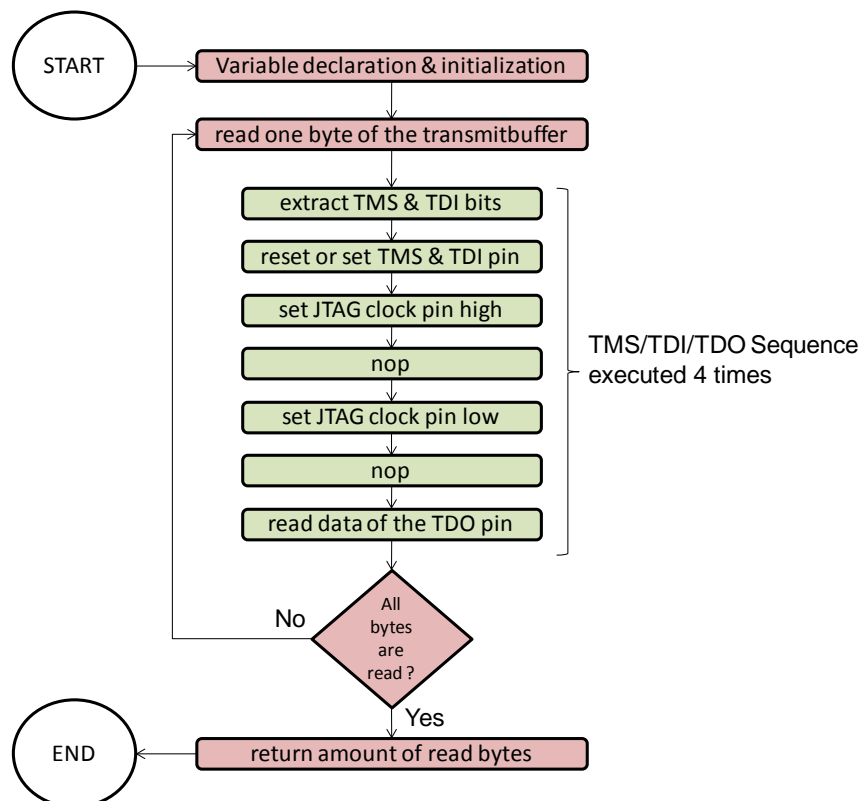 START
Variable declaration & initialization
read one byte of the transmitbuffer
extract TMS & TDI bits
reset or set TMS & TDI pin
set JTAG clock pin high
nop
set JTAG clock pin low
nop
read data of the TDO pin
TMS/TDI/TDO Sequence
executed 4 times
All
bytes
are
read ?
No
Yes
return amount of read bytes
END